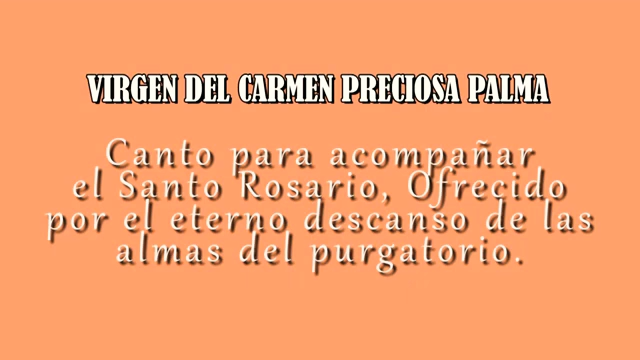 VIRGEN DEL CARMEN PRECIOSA PALMA
Canto para acompañar
el Santo Rosario, Ofrecido
por el eterno descanso de las
almas del purgatorio.